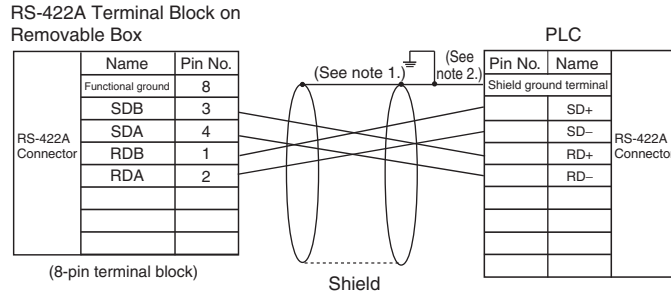 RS-422A Terminal Block on
Removable Box
PLC
Name Pin No.
Functional ground 8
SDB 3
SDA 4
RDB 1
RDA 2
RS-422A
Connector
(8-pin terminal block)
(See note 1.)
(See
note 2.)
Shield
Pin No. Name
Shield ground terminal
SD+
SD–
RD+
RD–
RS-422A
Connecto